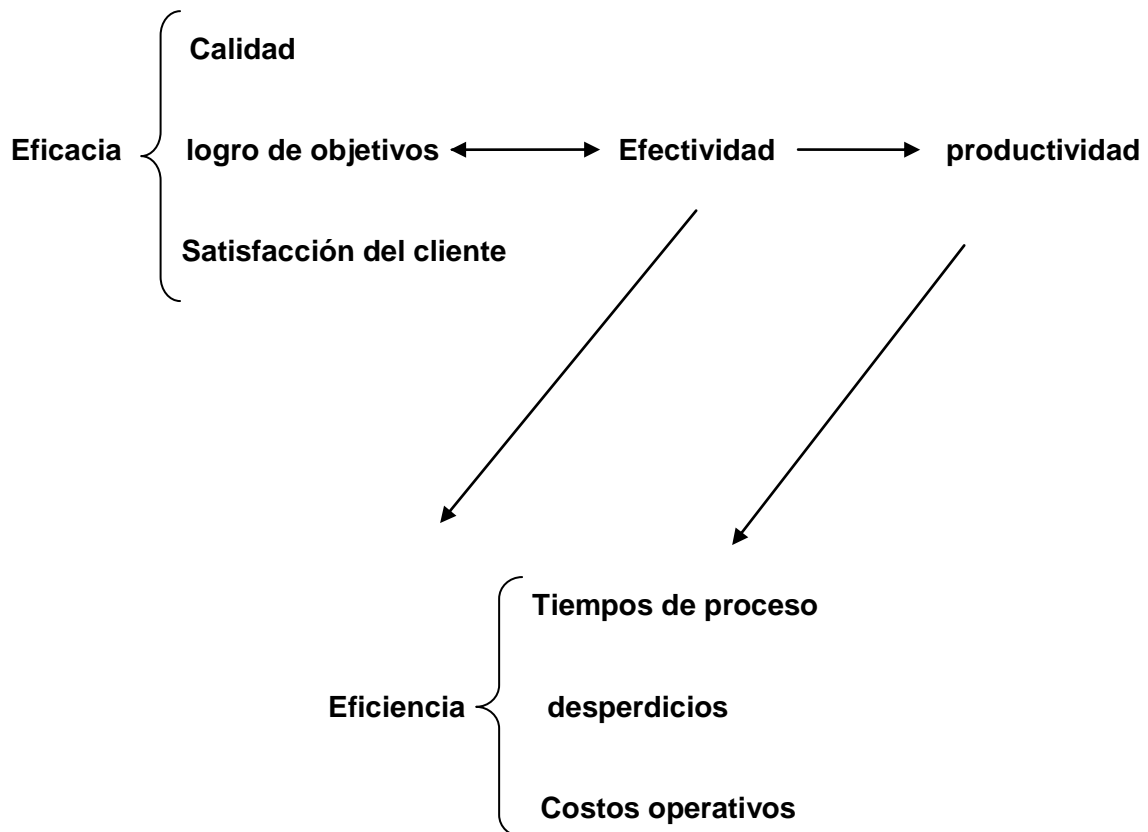 Calidad
Eficacia logro de objetivos Efectividad productividad
Satisfacción del cliente
Tiempos de proceso
Eficiencia desperdicios
Costos operativos